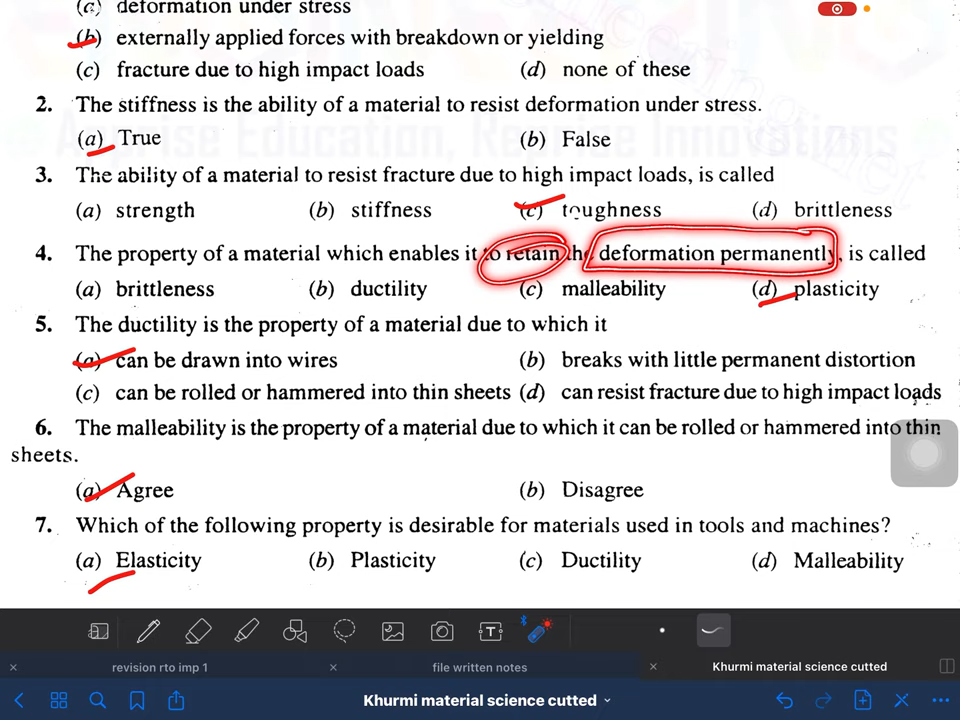 (a) deformation under stress
(b) externally applied forces with breakdown or yielding
(c) fracture due to high impact loads (d) none of these
2. The stiffness is the ability of a material to resist deformation under stress.
(a) True (b) False
3. The ability of a material to resist fracture due to high impact loads, is called
(a) strength (b) stiffness (c) toughness (d) brittleness
4. The property of a material which enables it to retain the deformation permanently, is called
(a) brittleness (b) ductility (c) malleability (d) plasticity
5. The ductility is the property of a material due to which it
(a) can be drawn into wires (b) breaks with little permanent distortion
(c) can be rolled or hammered into thin sheets (d) can resist fracture due to high impact loads
6. The malleability is the property of a material due to which it can be rolled or hammered into thin
sheets.
(a) Agree (b) Disagree
7. Which of the following property is desirable for materials used in tools and machines?
(a) Elasticity (b) Plasticity (c) Ductility (d) Malleability
T
revision rto imp 1 file written notes Khurmi material science cutted
Khurmi material science cutted